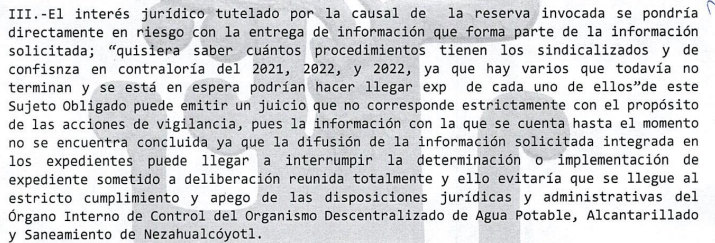 III.-El interés jurídico tutelado por la causal de la reserva invocada se pondría
directamente en riesgo con la entrega de información que forma parte de la información
solicitada; “quisiera saber cuántos procedimientos tienen los sindicalizados y de
confisnza en contraloría del 2021, 2022, y 2022, ya que hay varios que todavía no
terminan y se está en espera podrían hacer llegar exp de cada uno de ellos”de este
Sujeto Obligado puede emitir un juicio que no corresponde estrictamente con el propósito
de las acciones de vigilancia, pues la información con la que se cuenta hasta el momento
no se encuentra concluida ya que la difusión de la información solicitada integrada en
los expedientes puede llegar a interrumpir la determinación o implementación de
expediente sometido a deliberación reunida totalmente y ello evitaría que se llegue al
estricto cumplimiento y apego de las disposiciones jurídicas y administrativas del
Órgano Interno de Control del Organismo Descentralizado de Agua Potable, Alcantarillado
y Saneamiento de Nezahualcóyotl.